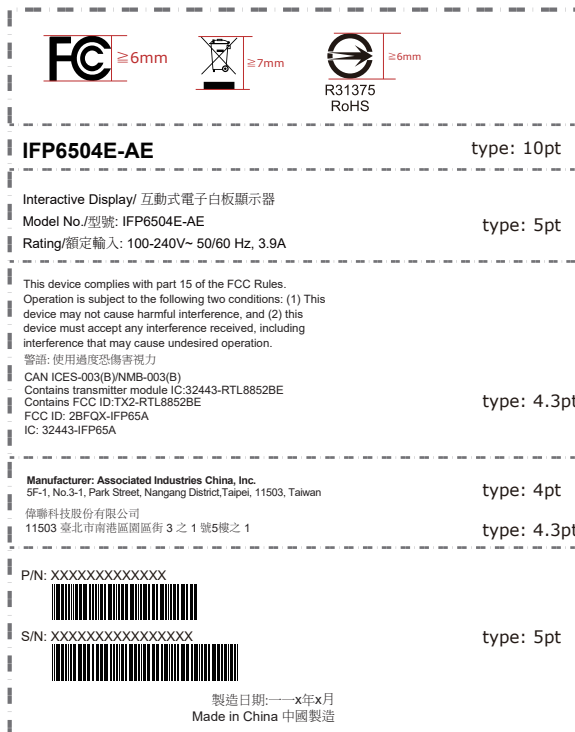 FC ≧6mm
≧7mm
≧6mm
R31375
RoHS
IFP6504E-AE
type: 10pt
Interactive Display/ 互動式電子白板顯示器
Model No./型號: IFP6504E-AE
Rating/額定輸入: 100-240V~ 50/60 Hz, 3.9A
type: 5pt
This device complies with part 15 of the FCC Rules.
Operation is subject to the following two conditions: (1) This
device may not cause harmful interference, and (2) this
device must accept any interference received, including
interference that may cause undesired operation.
警語: 使用過度恐傷害視力
CAN ICES-003(B)/NMB-003(B)
Contains transmitter module IC:32443-RTL8852BE
Contains FCC ID:TX2-RTL8852BE
FCC ID: 2BFQX-IFP65A
IC: 32443-IFP65A
type: 4.3pt
Manufacturer: Associated Industries China, Inc.
5F-1, No.3-1, Park Street, Nangang District,Taipei, 11503, Taiwan
type: 4pt
偉聯科技股份有限公司
11503 臺北市南港區園區街 3 之 1 號5樓之 1
type: 4.3pt
P/N: XXXXXXXXXXXXX
S/N: XXXXXXXXXXXXXXXX
type: 5pt
製造日期:一一x年x月
Made in China 中國製造